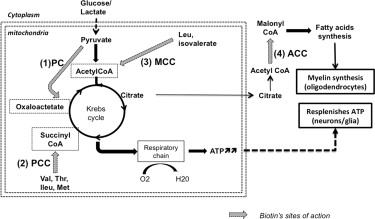 Glucose/
Lactate
Cytoplasm
mitochondria
Pyruvate
(1)PC
Leu,
isovalerate
(3) MCC
AcetylCoA
Oxaloactetate
Krebs
cycle
Citrate
Succinyl
CoA
(2) PCC
Val, Thr,
Ileu, Met
Respiratory
chain
O2
H20
ATP
Malonyl
CoA
Fatty acids
synthesis
(4) ACC
Acetyl CoA
Citrate
Myelin synthesis
(oligodendrocytes)
Replenishes ATP
(neurons/glia)
Biotin's sites of action